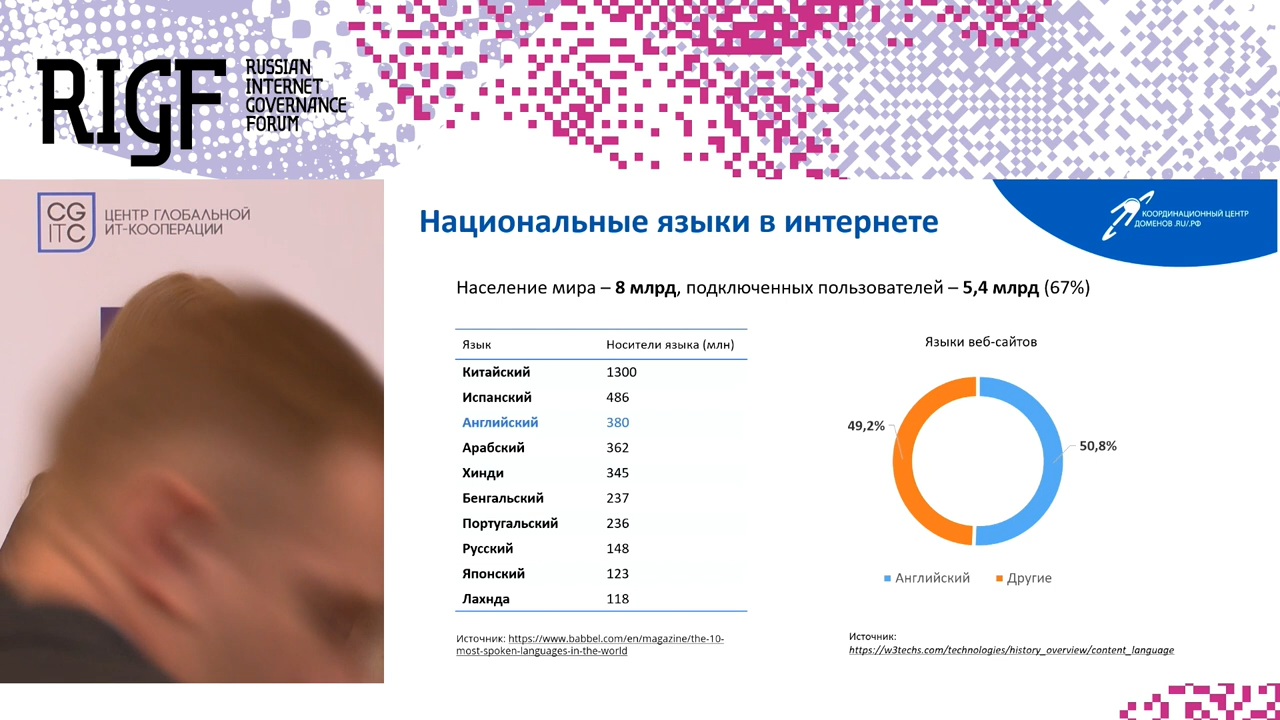 RIGF
RUSSIAN
INTERNET
GOVERNANCE
FORUM
CG
ITC
ЦЕНТР ГЛОБАЛЬНОЙ
ИТ-КООПЕРАЦИИ
Национальные языки в интернете
КООРДИНАЦИОННЫЙ ЦЕНТР
ДОМЕНОВ .RU/.РФ
Население мира – 8 млрд, подключенных пользователей – 5,4 млрд (67%)
Язык Носители языка (млн)
Китайский 1300
Испанский 486
Английский 380
Арабский 362
Хинди 345
Бенгальский 237
Португальский 236
Русский 148
Японский 123
Лахнда 118
Источник: https://www.babbel.com/en/magazine/the-10-
most-spoken-languages-in-the-world
Языки веб-сайтов
49,2%
50,8%
Английский Другие
Источник:
https://w3techs.com/technologies/history_overview/content_language